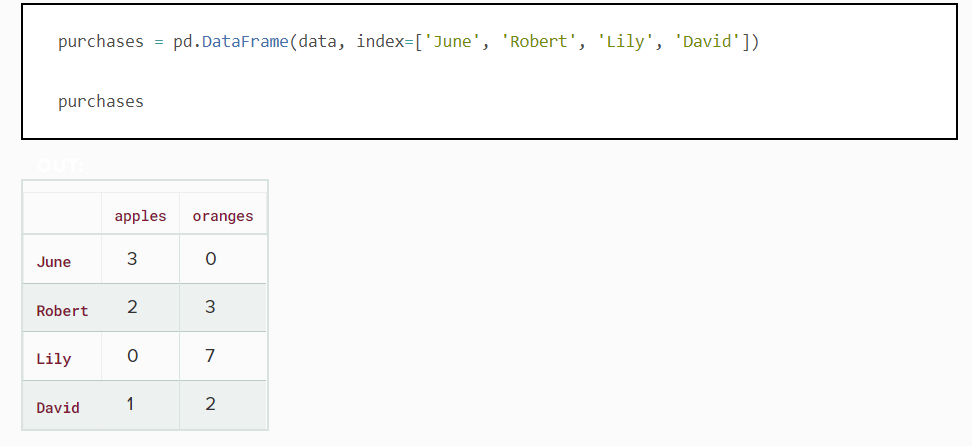 purchases = pd.DataFrame(data, index=['June', 'Robert', 'Lily', 'David'])
purchases
OUT:
apples oranges
June 3 0
Robert 2 3
Lily 0 7
David 1 2